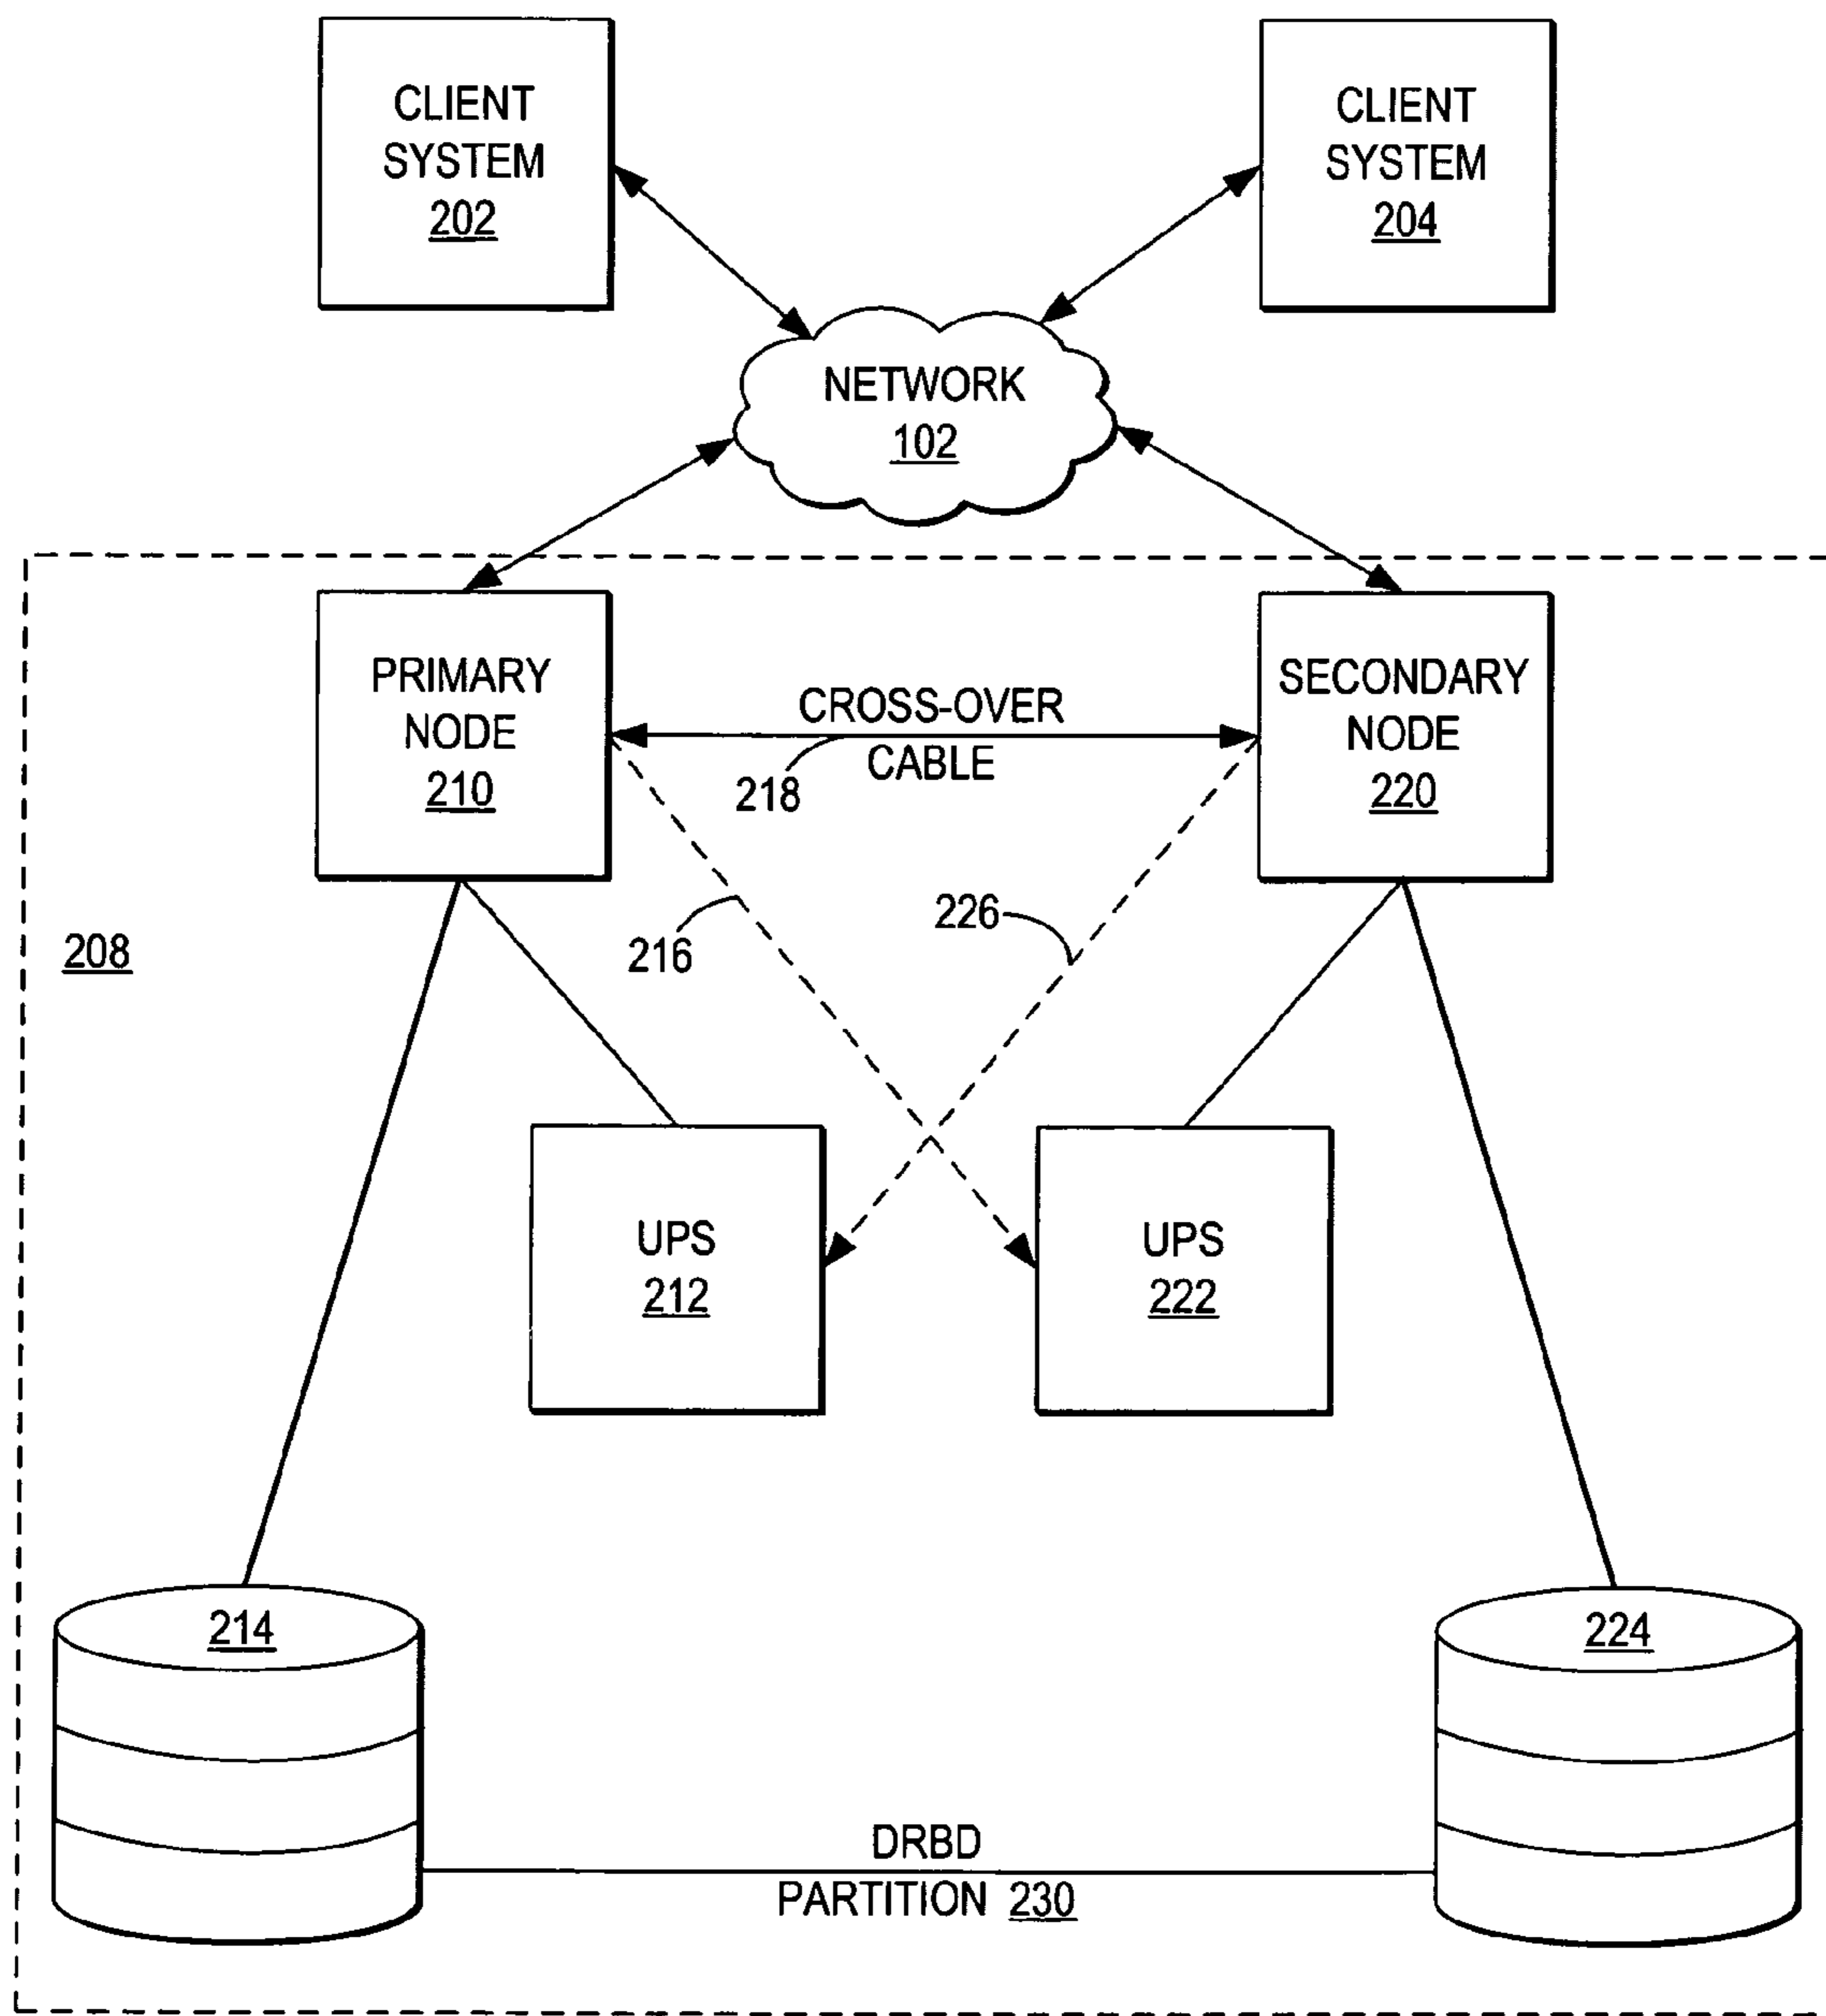 CLIENT
SYSTEM
202
CLIENT
SYSTEM
204
NETWORK
102
PRIMARY
NODE
210
CROSS-OVER
CABLE
218
SECONDARY
NODE
220
208
216
226
UPS
212
UPS
222
214
224
DRBD
PARTITION 230